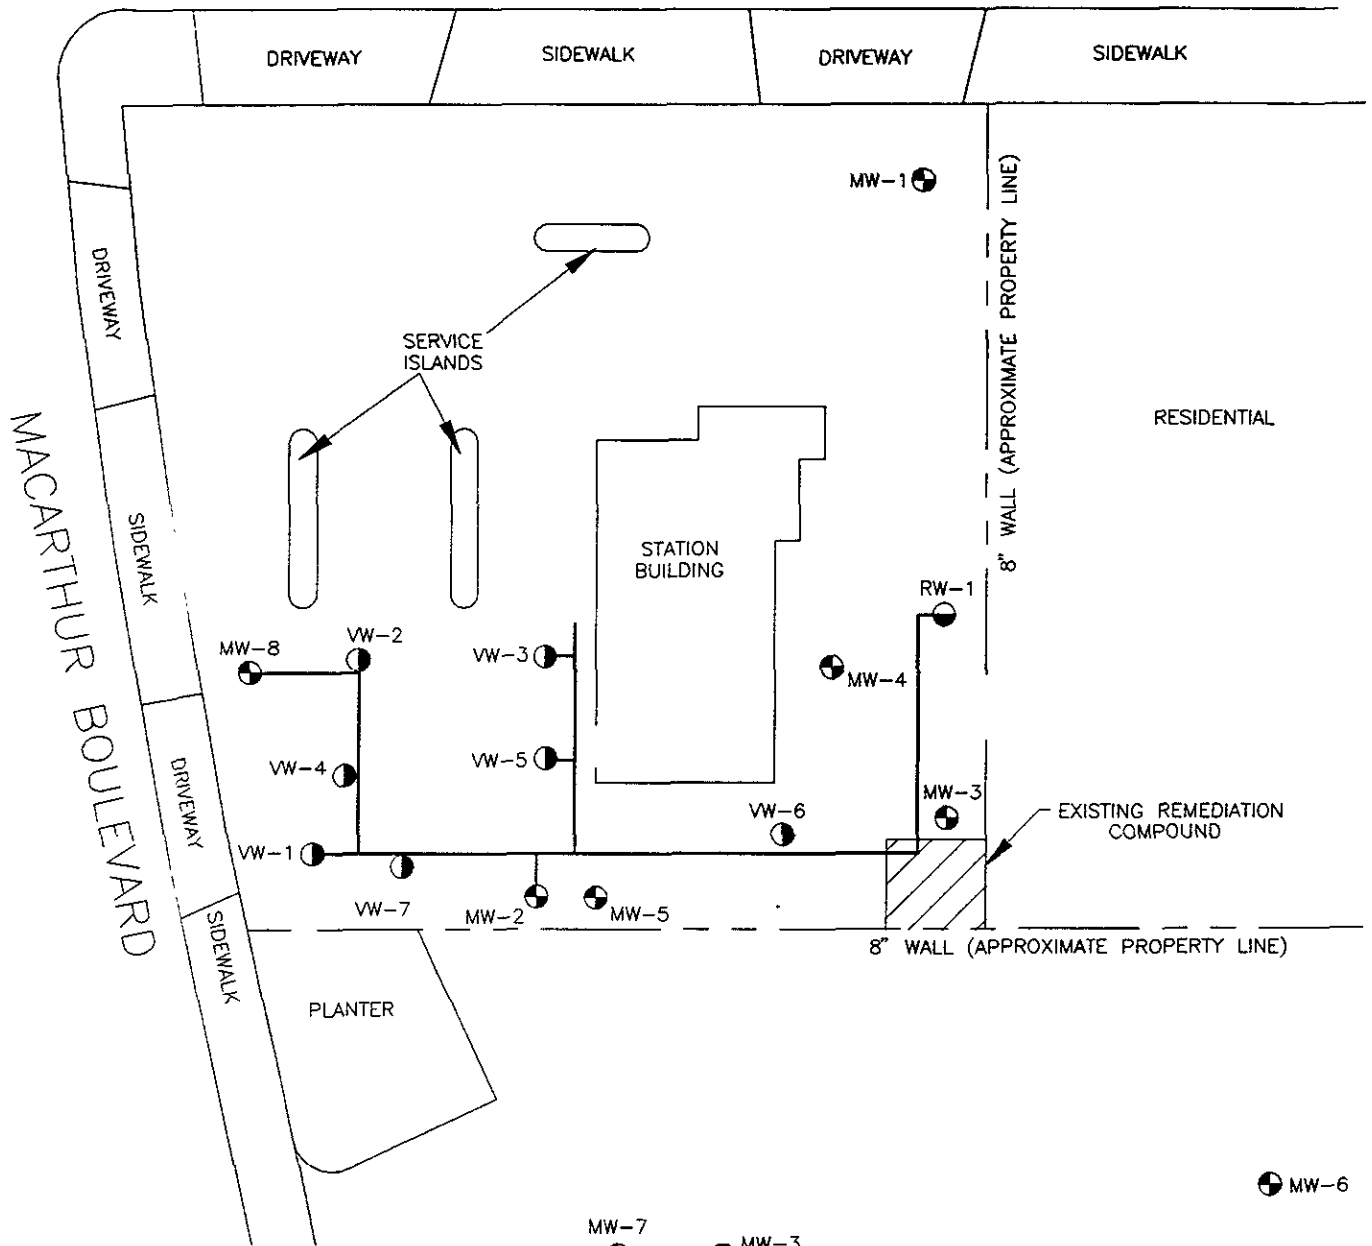 DRIVEWAY
SIDEWALK
DRIVEWAY
SIDEWALK
MW-1
8" WALL (APPROXIMATE PROPERTY LINE)
DRIVEWAY
SERVICE
ISLANDS
RESIDENTIAL
MACARTHUR BOULEVARD
SIDEWALK
STATION
BUILDING
RW-1
MW-8
VW-2
VW-3
MW-4
VW-4
VW-5
DRIVEWAY
MW-3
VW-6
EXISTING REMEDIATION
COMPOUND
VW-1
VW-7
MW-2
MW-5
SIDEWALK
8" WALL (APPROXIMATE PROPERTY LINE)
PLANTER
MW-6
MW-7
MW-3